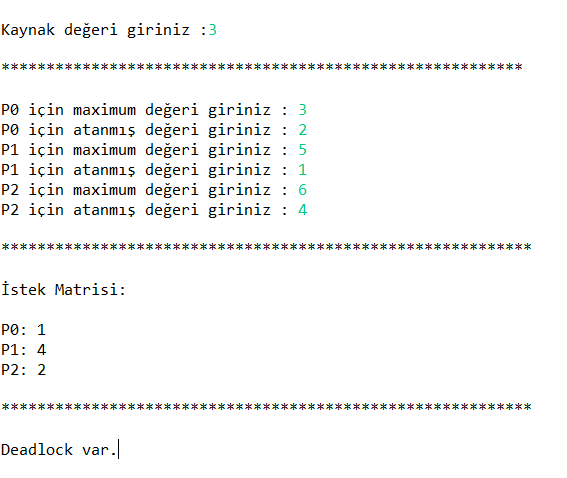 Kaynak değeri giriniz :3
**********************************************************
P0 için maximum değeri giriniz : 3
P0 için atanmış değeri giriniz : 2
P1 için maximum değeri giriniz : 5
P1 için atanmış değeri giriniz : 1
P2 için maximum değeri giriniz : 6
P2 için atanmış değeri giriniz : 4
***********************************************************
İstek Matrisi:
P0: 1
P1: 4
P2: 2
***********************************************************
Deadlock var.